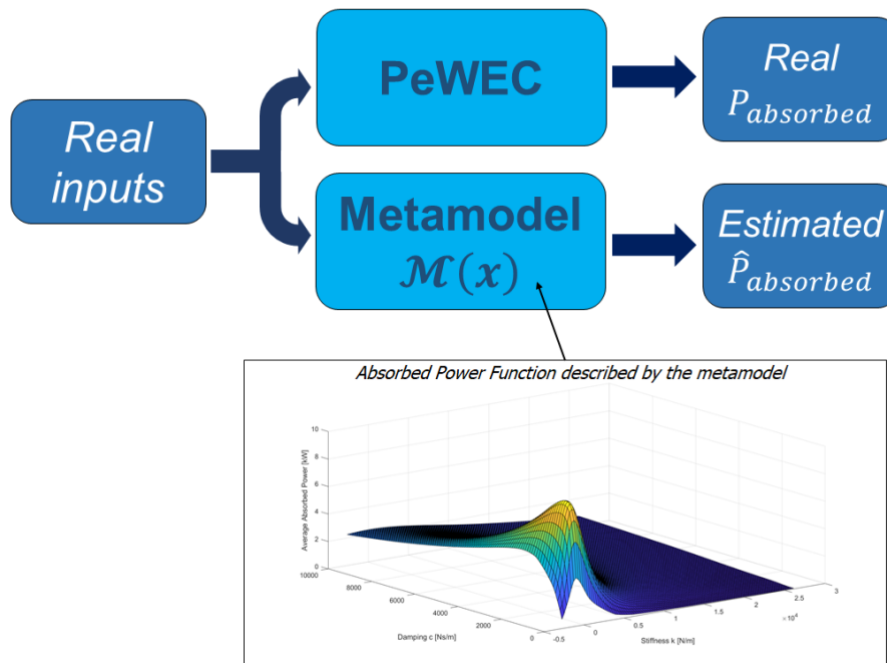 Real
inputs
PeWEC
Real
P_absorbed
Metamodel
ℳ(x)
Estimated
P̂_absorbed
Absorbed Power Function described by the metamodel
Average Absorbed Power [kW]
10
8
6
4
2
0
10000
8000
6000
4000
2000
0
Damping c [Ns/m]
-0.5
0
0.5
1
1.5
2
2.5
3
×10⁴
Stiffness k [N/m]